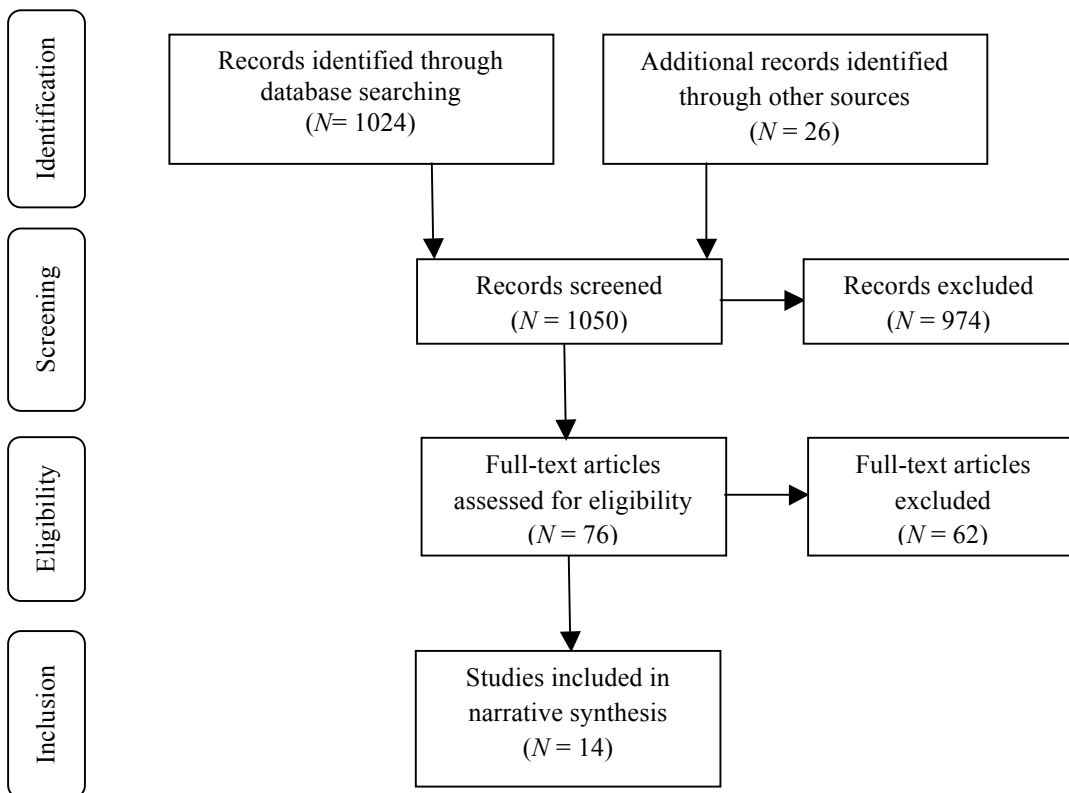 Identification
Records identified through
database searching
(N= 1024)
Additional records identified
through other sources
(N = 26)
Screening
Records screened
(N = 1050)
Records excluded
(N = 974)
Eligibility
Full-text articles
assessed for eligibility
(N = 76)
Full-text articles
excluded
(N = 62)
Inclusion
Studies included in
narrative synthesis
(N = 14)